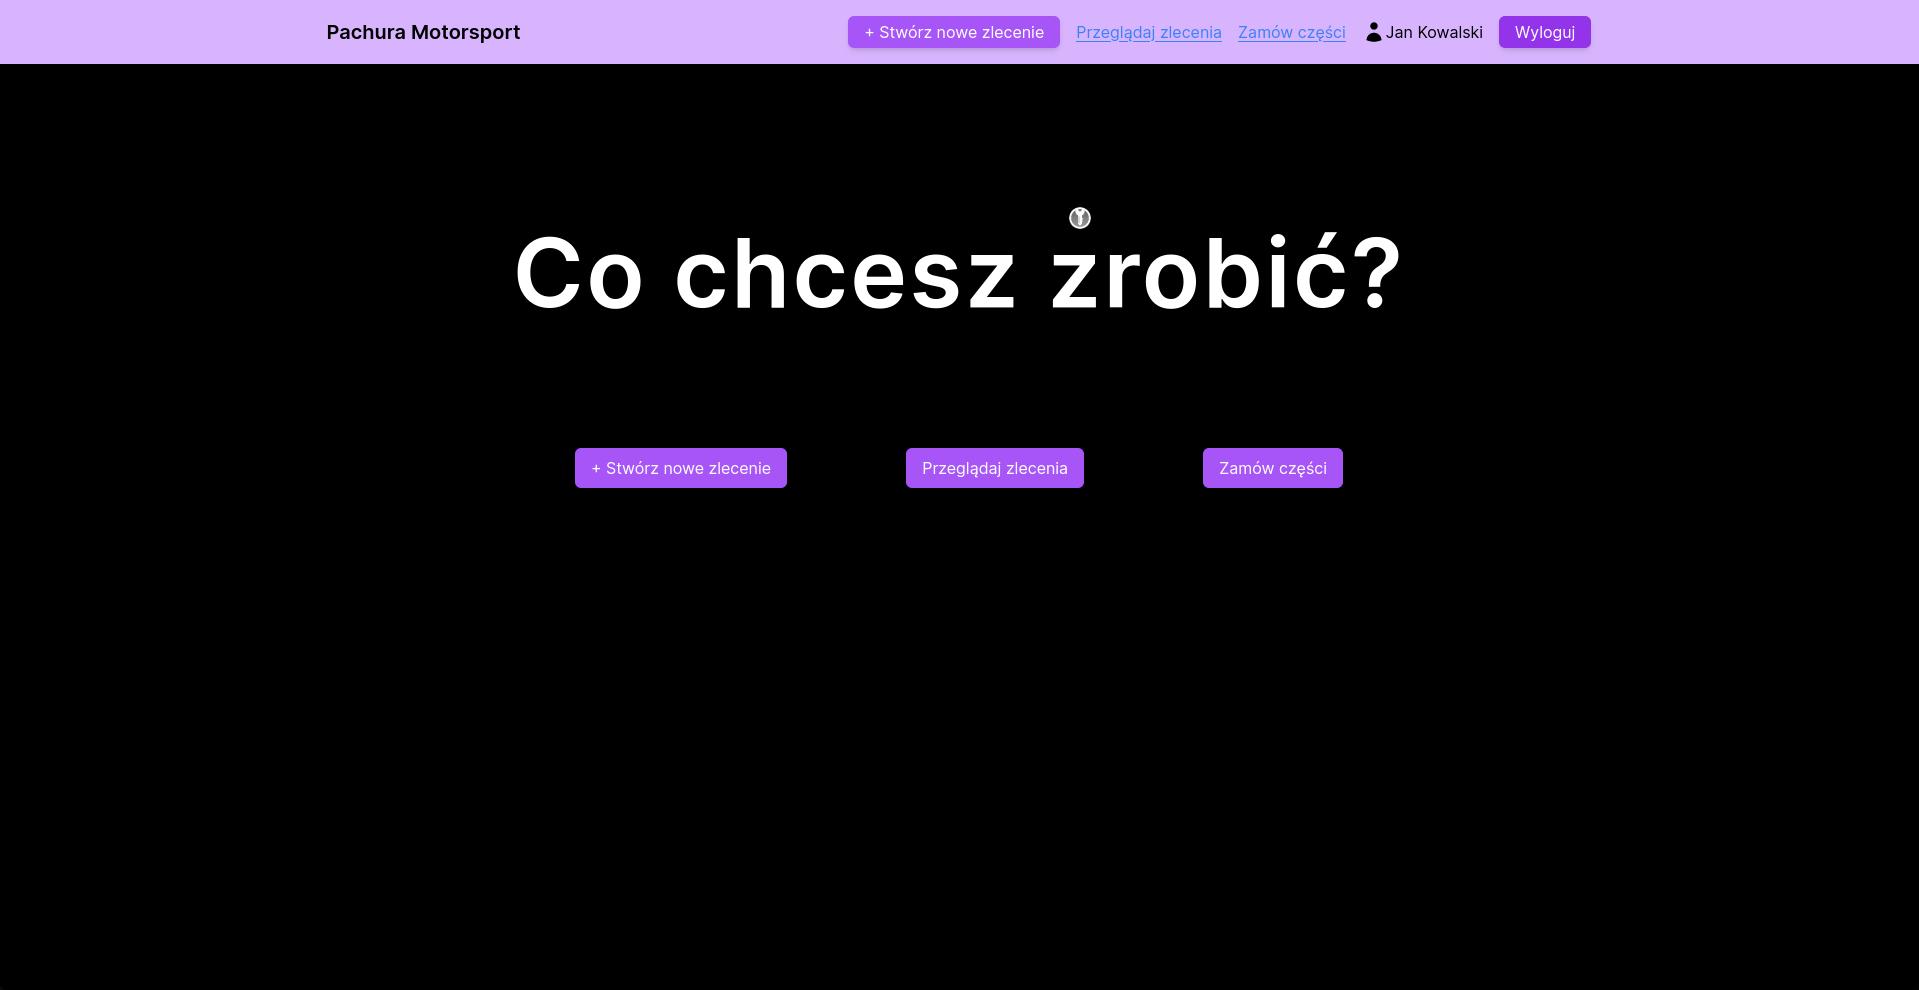 Pachura Motorsport
+ Stwórz nowe zlecenie
Przeglądaj zlecenia
Zamów części
Jan Kowalski
Wyloguj
Co chcesz zrobić?
+ Stwórz nowe zlecenie
Przeglądaj zlecenia
Zamów części